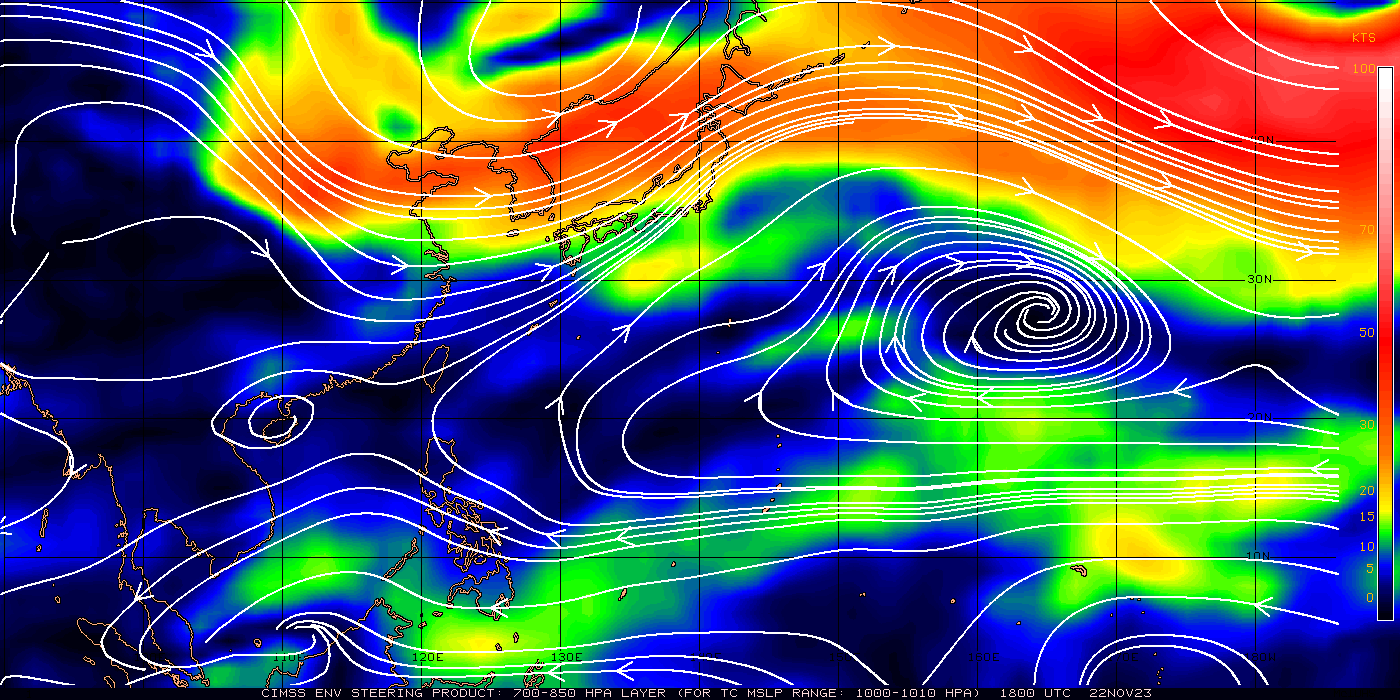 KTS
100
70
50
30N
30
20
15
10
10N
5
0
110E 120E 130E
CIMSS ENV STEERING PRODUCT: 700-850 HPA LAYER (FOR TC MSLP RANGE: 1000-1010 HPA) 1800 UTC 22NOV23